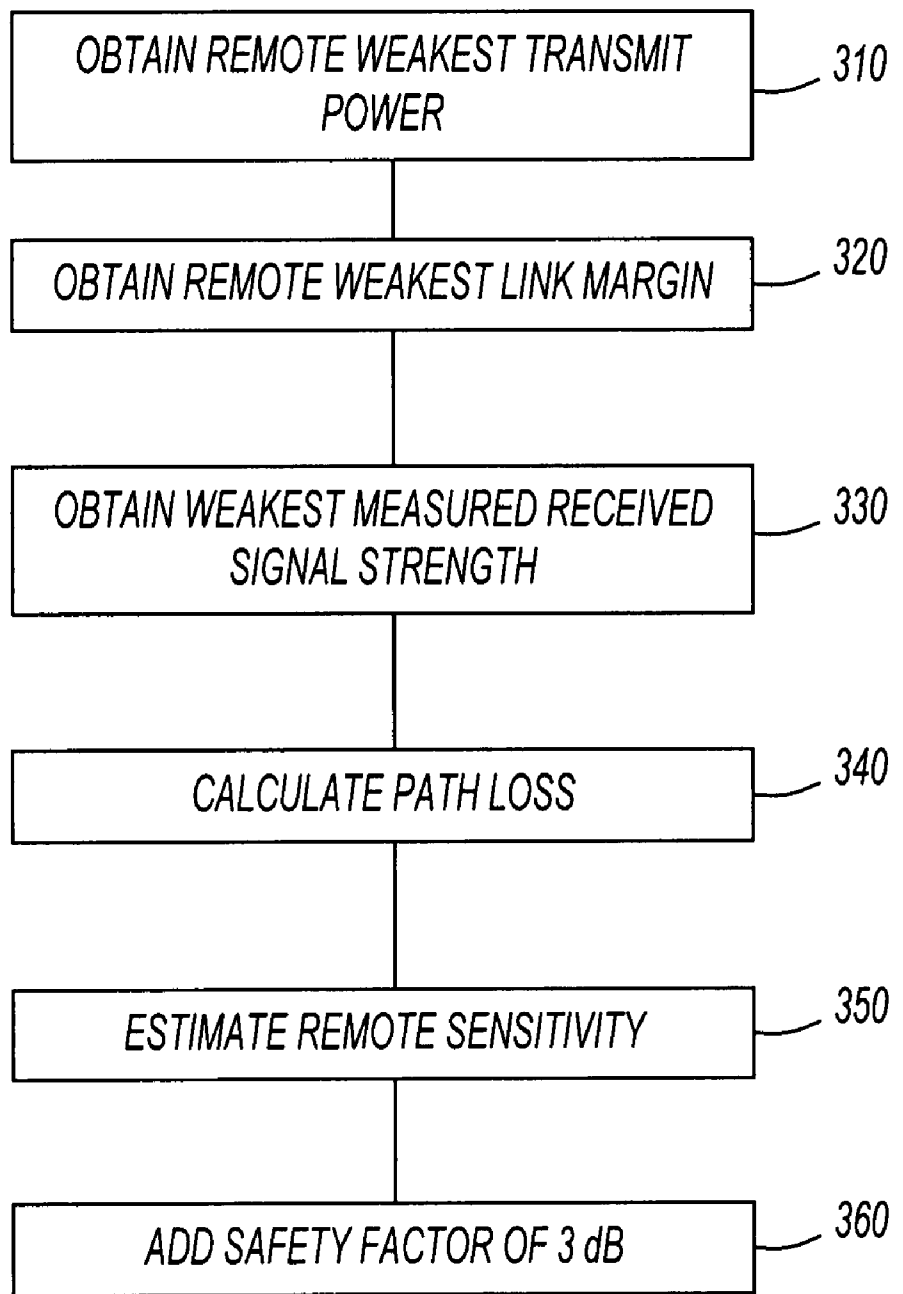 OBTAIN REMOTE WEAKEST TRANSMIT
POWER
310
OBTAIN REMOTE WEAKEST LINK MARGIN
320
OBTAIN WEAKEST MEASURED RECEIVED
SIGNAL STRENGTH
330
CALCULATE PATH LOSS
340
ESTIMATE REMOTE SENSITIVITY
350
ADD SAFETY FACTOR OF 3 dB
360